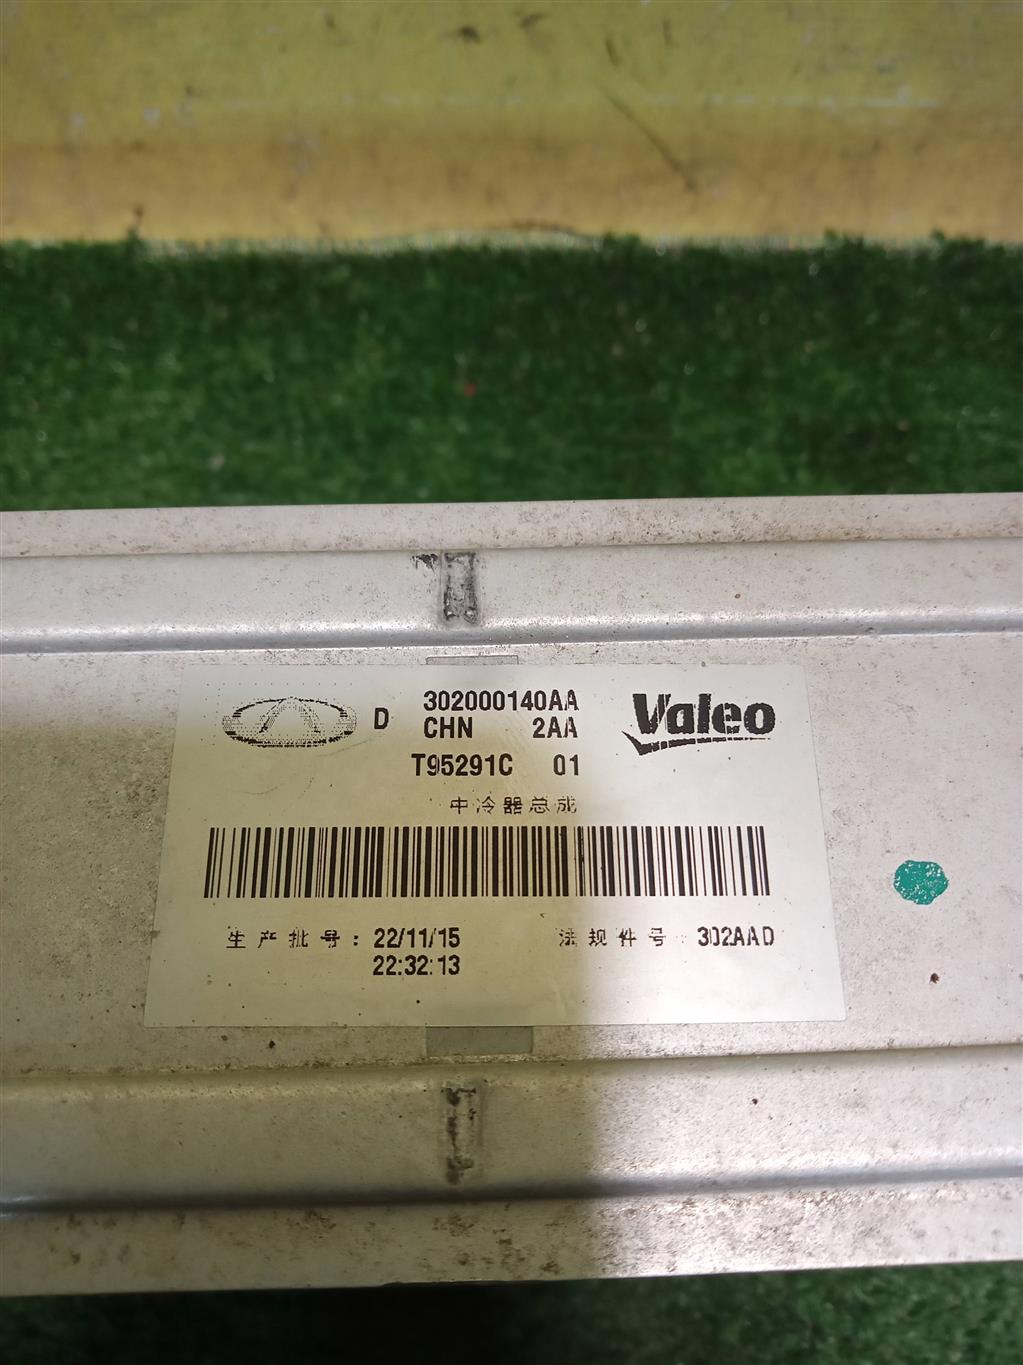 D 302000140AA Valeo
CHN 2AA
T95291C 01
中冷器总成
生产批号: 22/11/15 法规件号: 302AAD
22:32:13